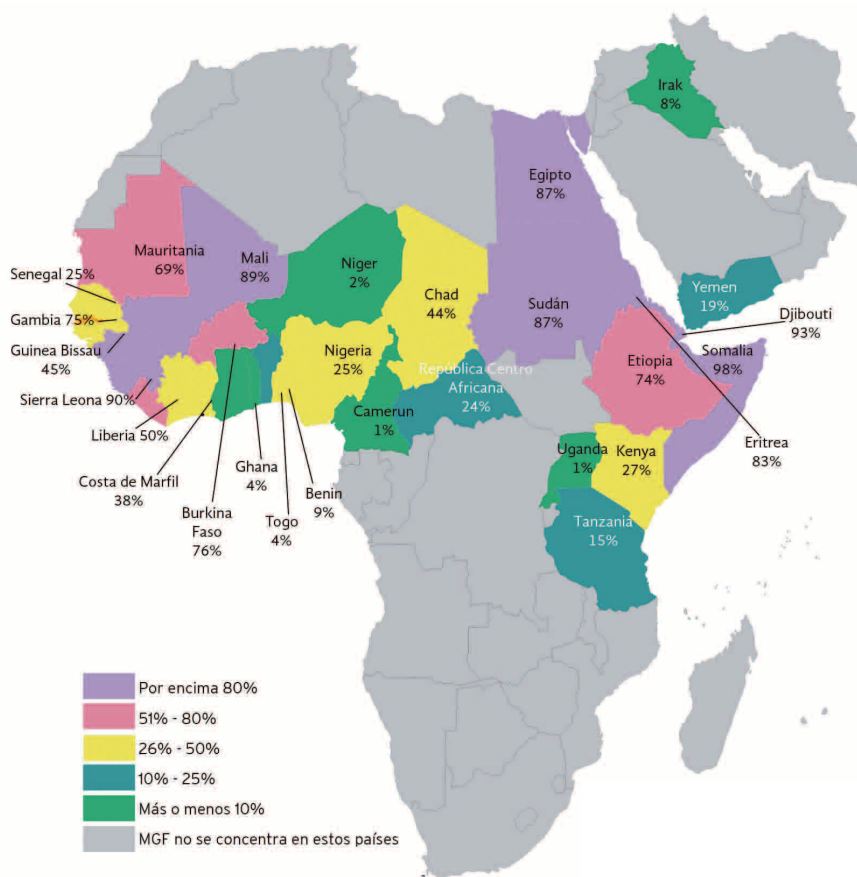 Irak
8%
Egipto
87%
Mauritania
69%
Mali
89%
Niger
2%
Chad
44%
Sudán
87%
Yemen
19%
Djibouti
93%
Senegal 25%
Gambia 75%
Guinea Bissau
45%
Sierra Leona 90%
Liberia 50%
Costa de Marfil
38%
Burkina
Faso
76%
Ghana
4%
Togo
4%
Benin
9%
Nigeria
25%
República Centro
Africana
24%
Camerun
1%
Etiopia
74%
Somalia
98%
Eritrea
83%
Uganda
1%
Kenya
27%
Tanzania
15%
Por encima 80%
51% - 80%
26% - 50%
10% - 25%
Más o menos 10%
MGF no se concentra en estos países